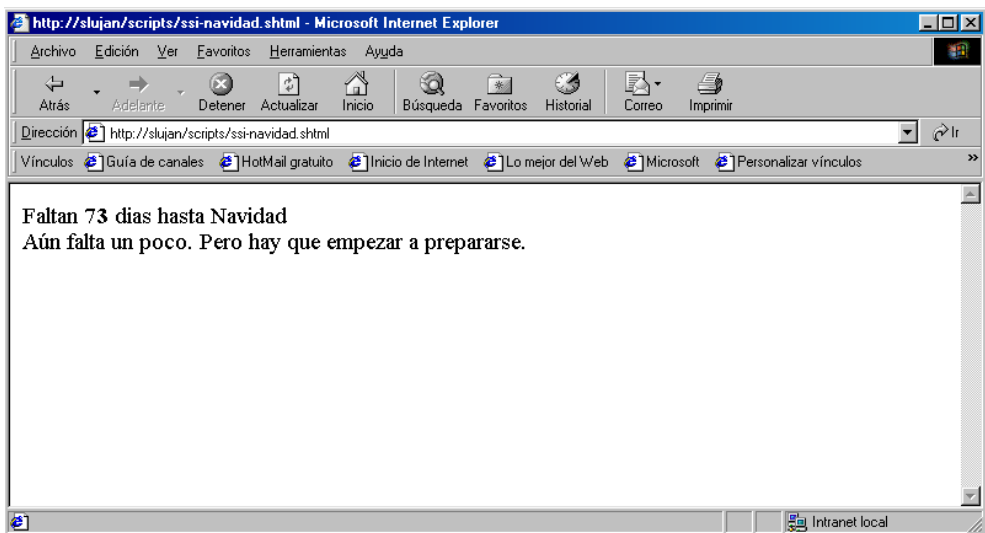 http://slujan/scripts/ssi-navidad.shtml - Microsoft Internet Explorer
Archivo Edición Ver Favoritos Herramientas Ayuda
Atrás Adelante Detener Actualizar Inicio Búsqueda Favoritos Historial Correo Imprimir
Dirección http://slujan/scripts/ssi-navidad.shtml Ir
Vínculos Guía de canales HotMail gratuito Inicio de Internet Lo mejor del Web Microsoft Personalizar vínculos »
Faltan 73 dias hasta Navidad
Aún falta un poco. Pero hay que empezar a prepararse.
Intranet local